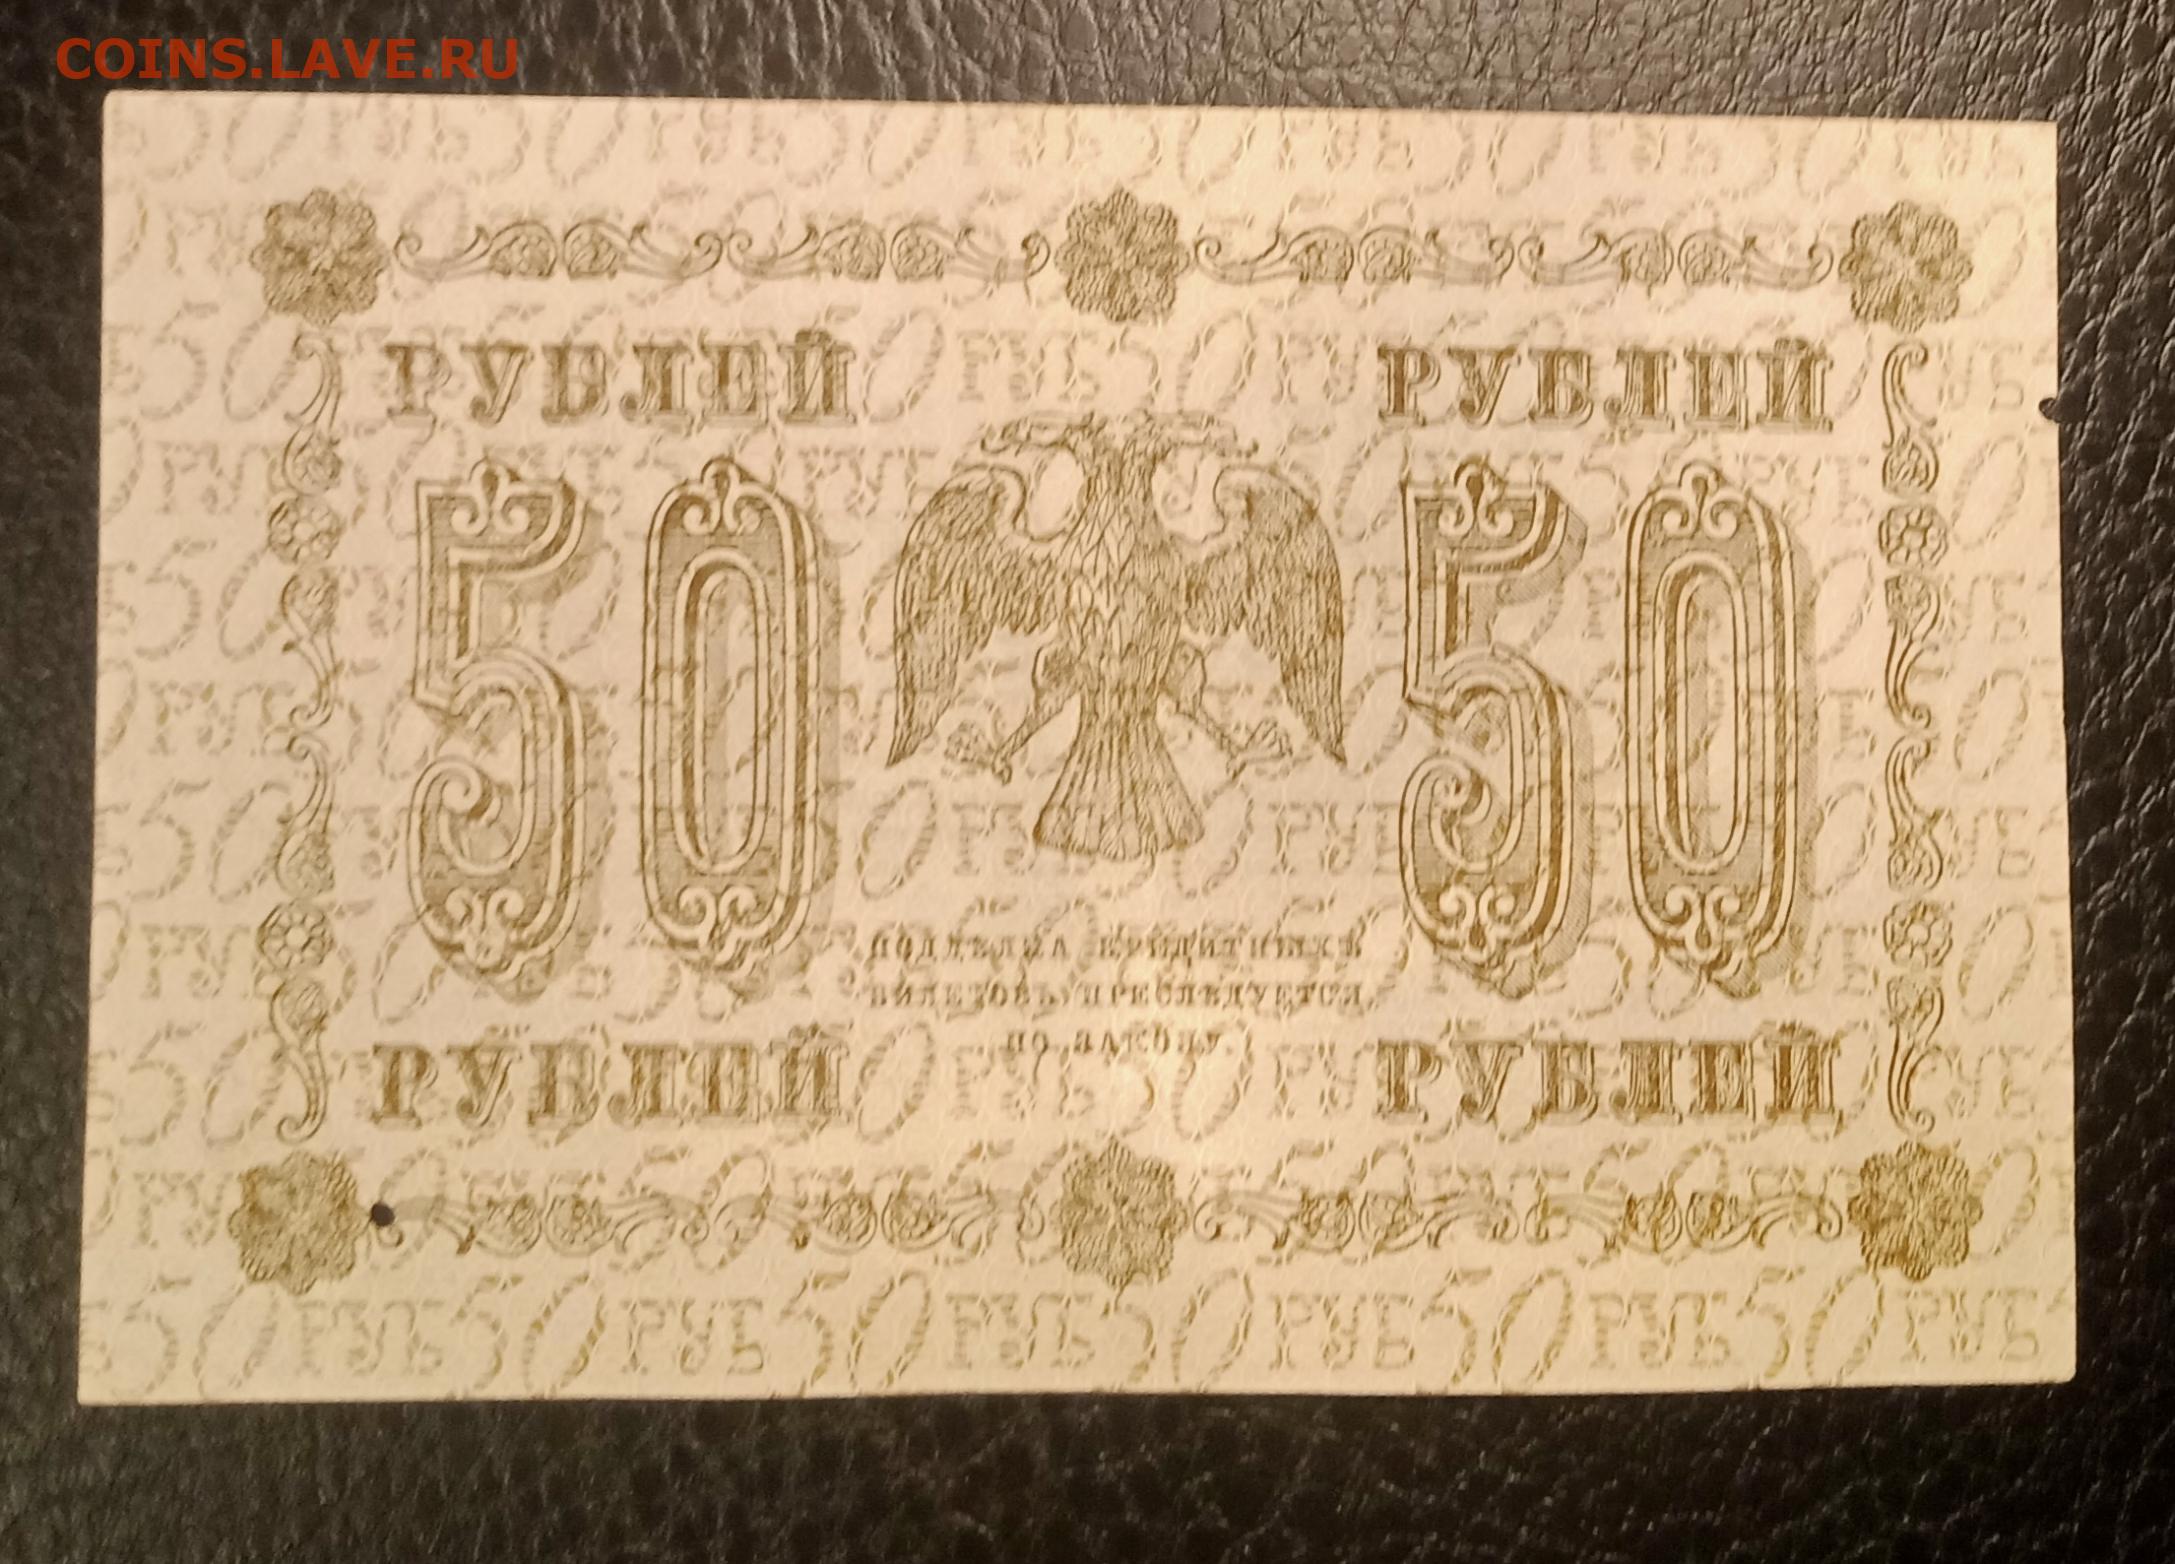 COINS.LAVE.RU
РУБЛЕЙ РУБЛЕЙ
50 50
ПОДДѢЛКА КРЕДИТНЫХЪ
БИЛЕТОВЪ ПРЕСЛѢДУЕТСЯ
ПО ЗАКОНУ.
РУБЛЕЙ РУБЛЕЙ